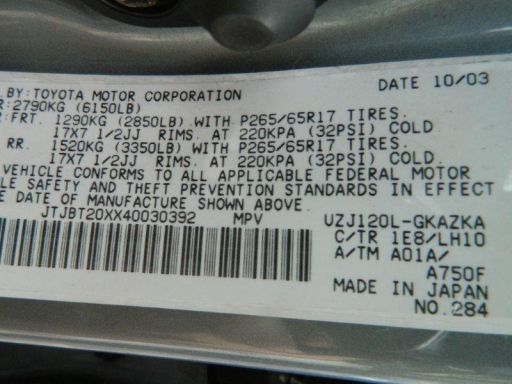 BY: TOYOTA MOTOR CORPORATION DATE 10/03
R: 2790KG (6150LB)
FRT. 1290KG (2850LB) WITH P265/65R17 TIRES.
17X7 1/2JJ RIMS. AT 220KPA (32PSI) COLD
RR. 1520KG (3350LB) WITH P265/65R17 TIRES.
17X7 1/2JJ RIMS. AT 220KPA (32PSI) COLD
VEHICLE CONFORMS TO ALL APPLICABLE FEDERAL MOTOR
LE SAFETY AND THEFT PREVENTION STANDARDS IN EFFECT
E DATE OF MANUFACTURE SHOWN ABOVE.
JTJBT20XX40030392 MPV UZJ120L-GKAZKA
C/TR 1E8/LH10
A/TM A01A/
A750F
MADE IN JAPAN
NO.284